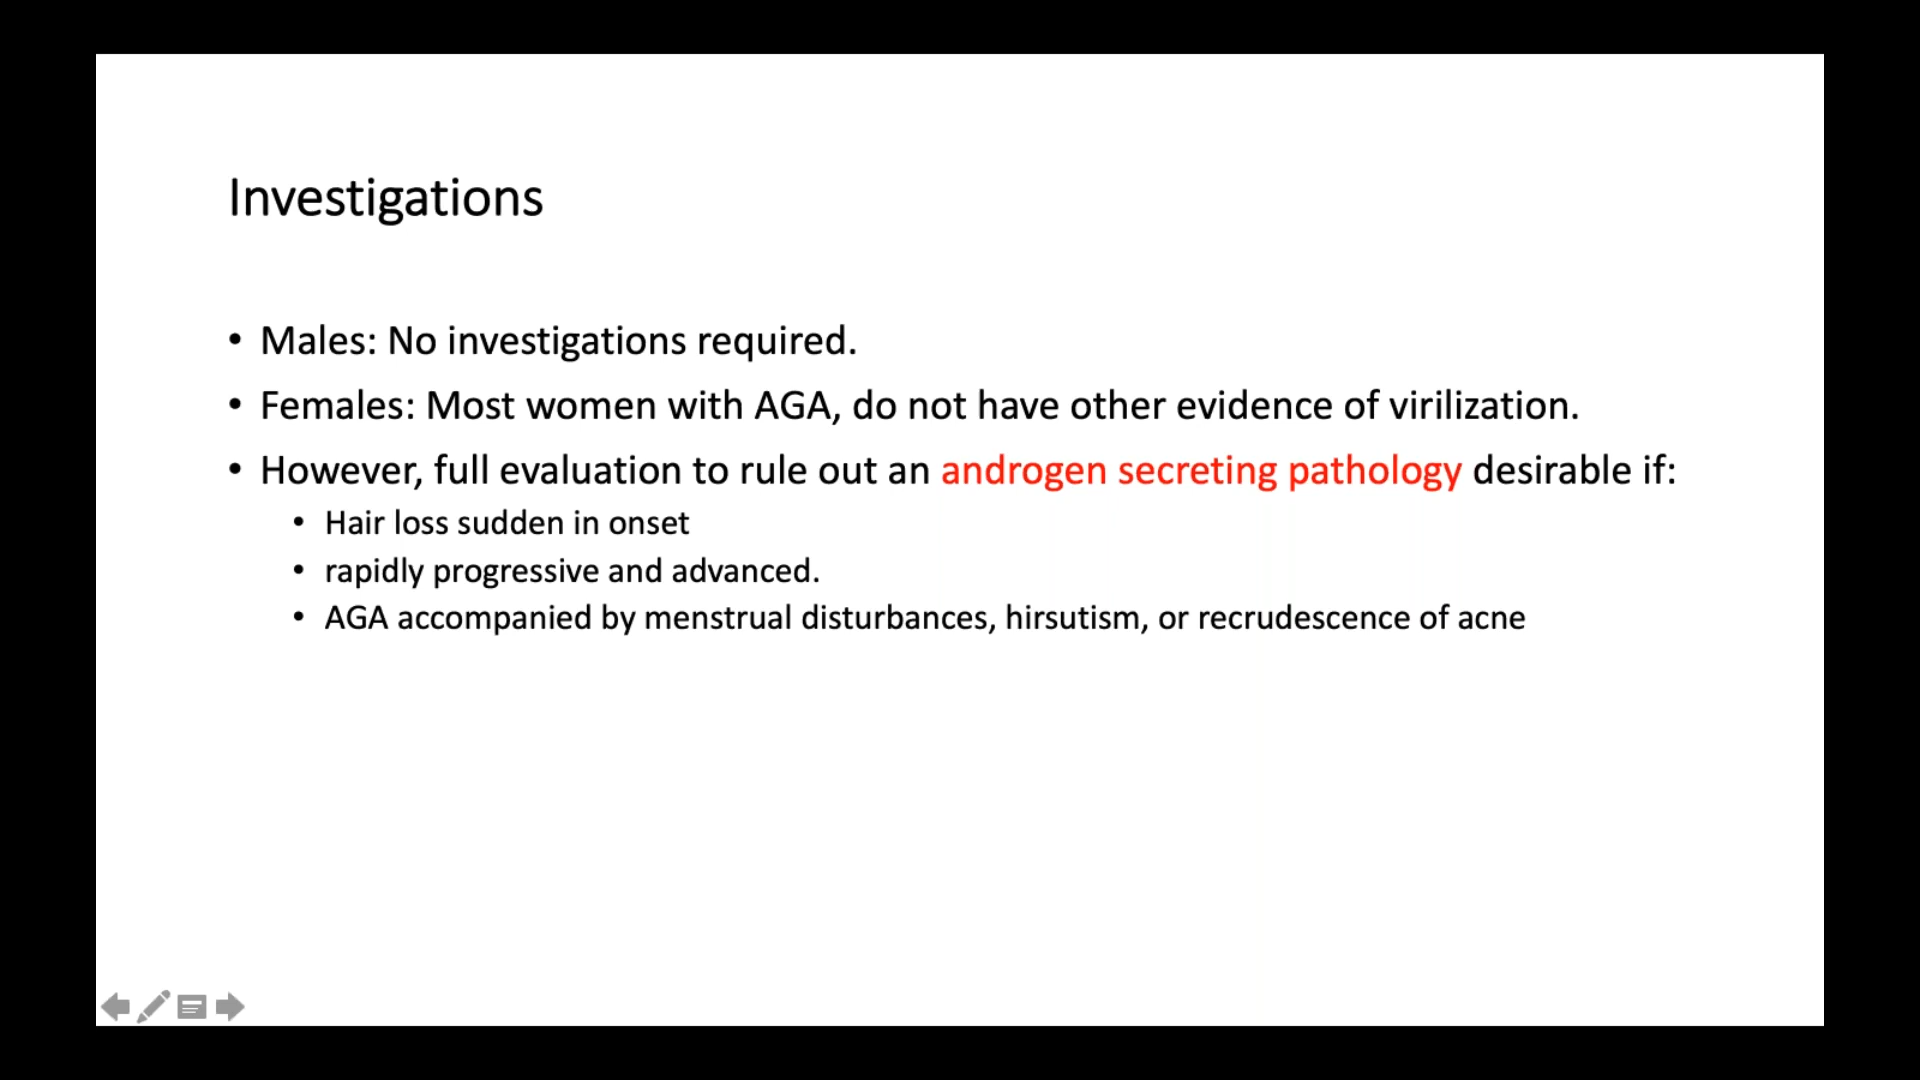 Investigations
• Males: No investigations required.
• Females: Most women with AGA, do not have other evidence of virilization.
• However, full evaluation to rule out an androgen secreting pathology desirable if:
• Hair loss sudden in onset
• rapidly progressive and advanced.
• AGA accompanied by menstrual disturbances, hirsutism, or recrudescence of acne